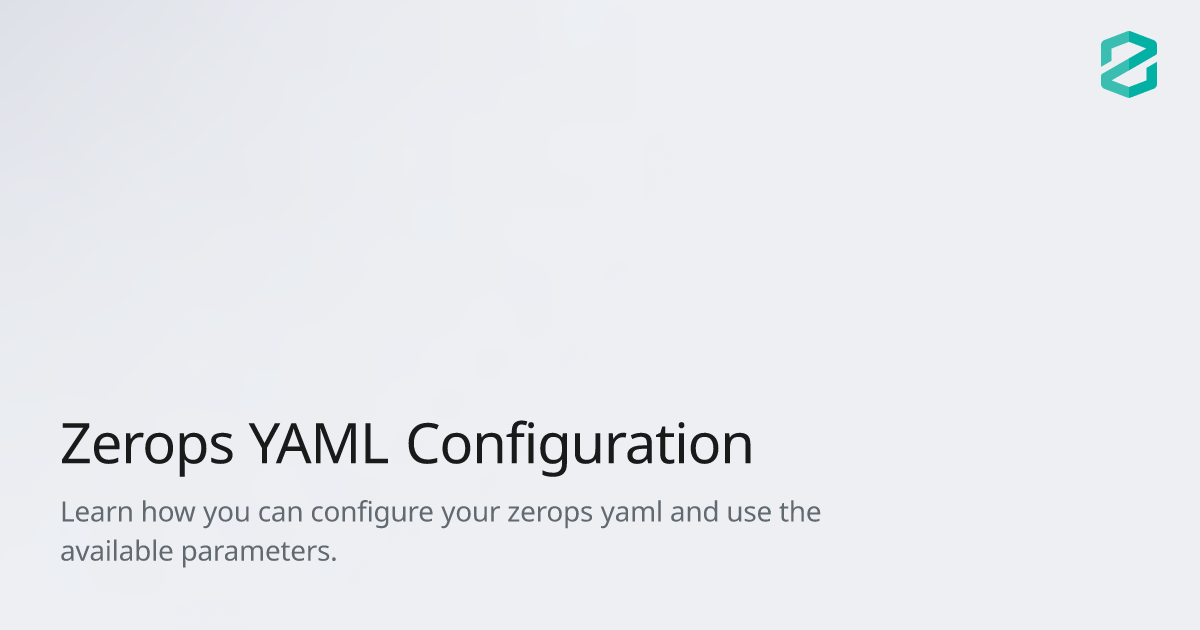 Zerops YAML Configuration
Learn how you can configure your zerops yaml and use the
available parameters.